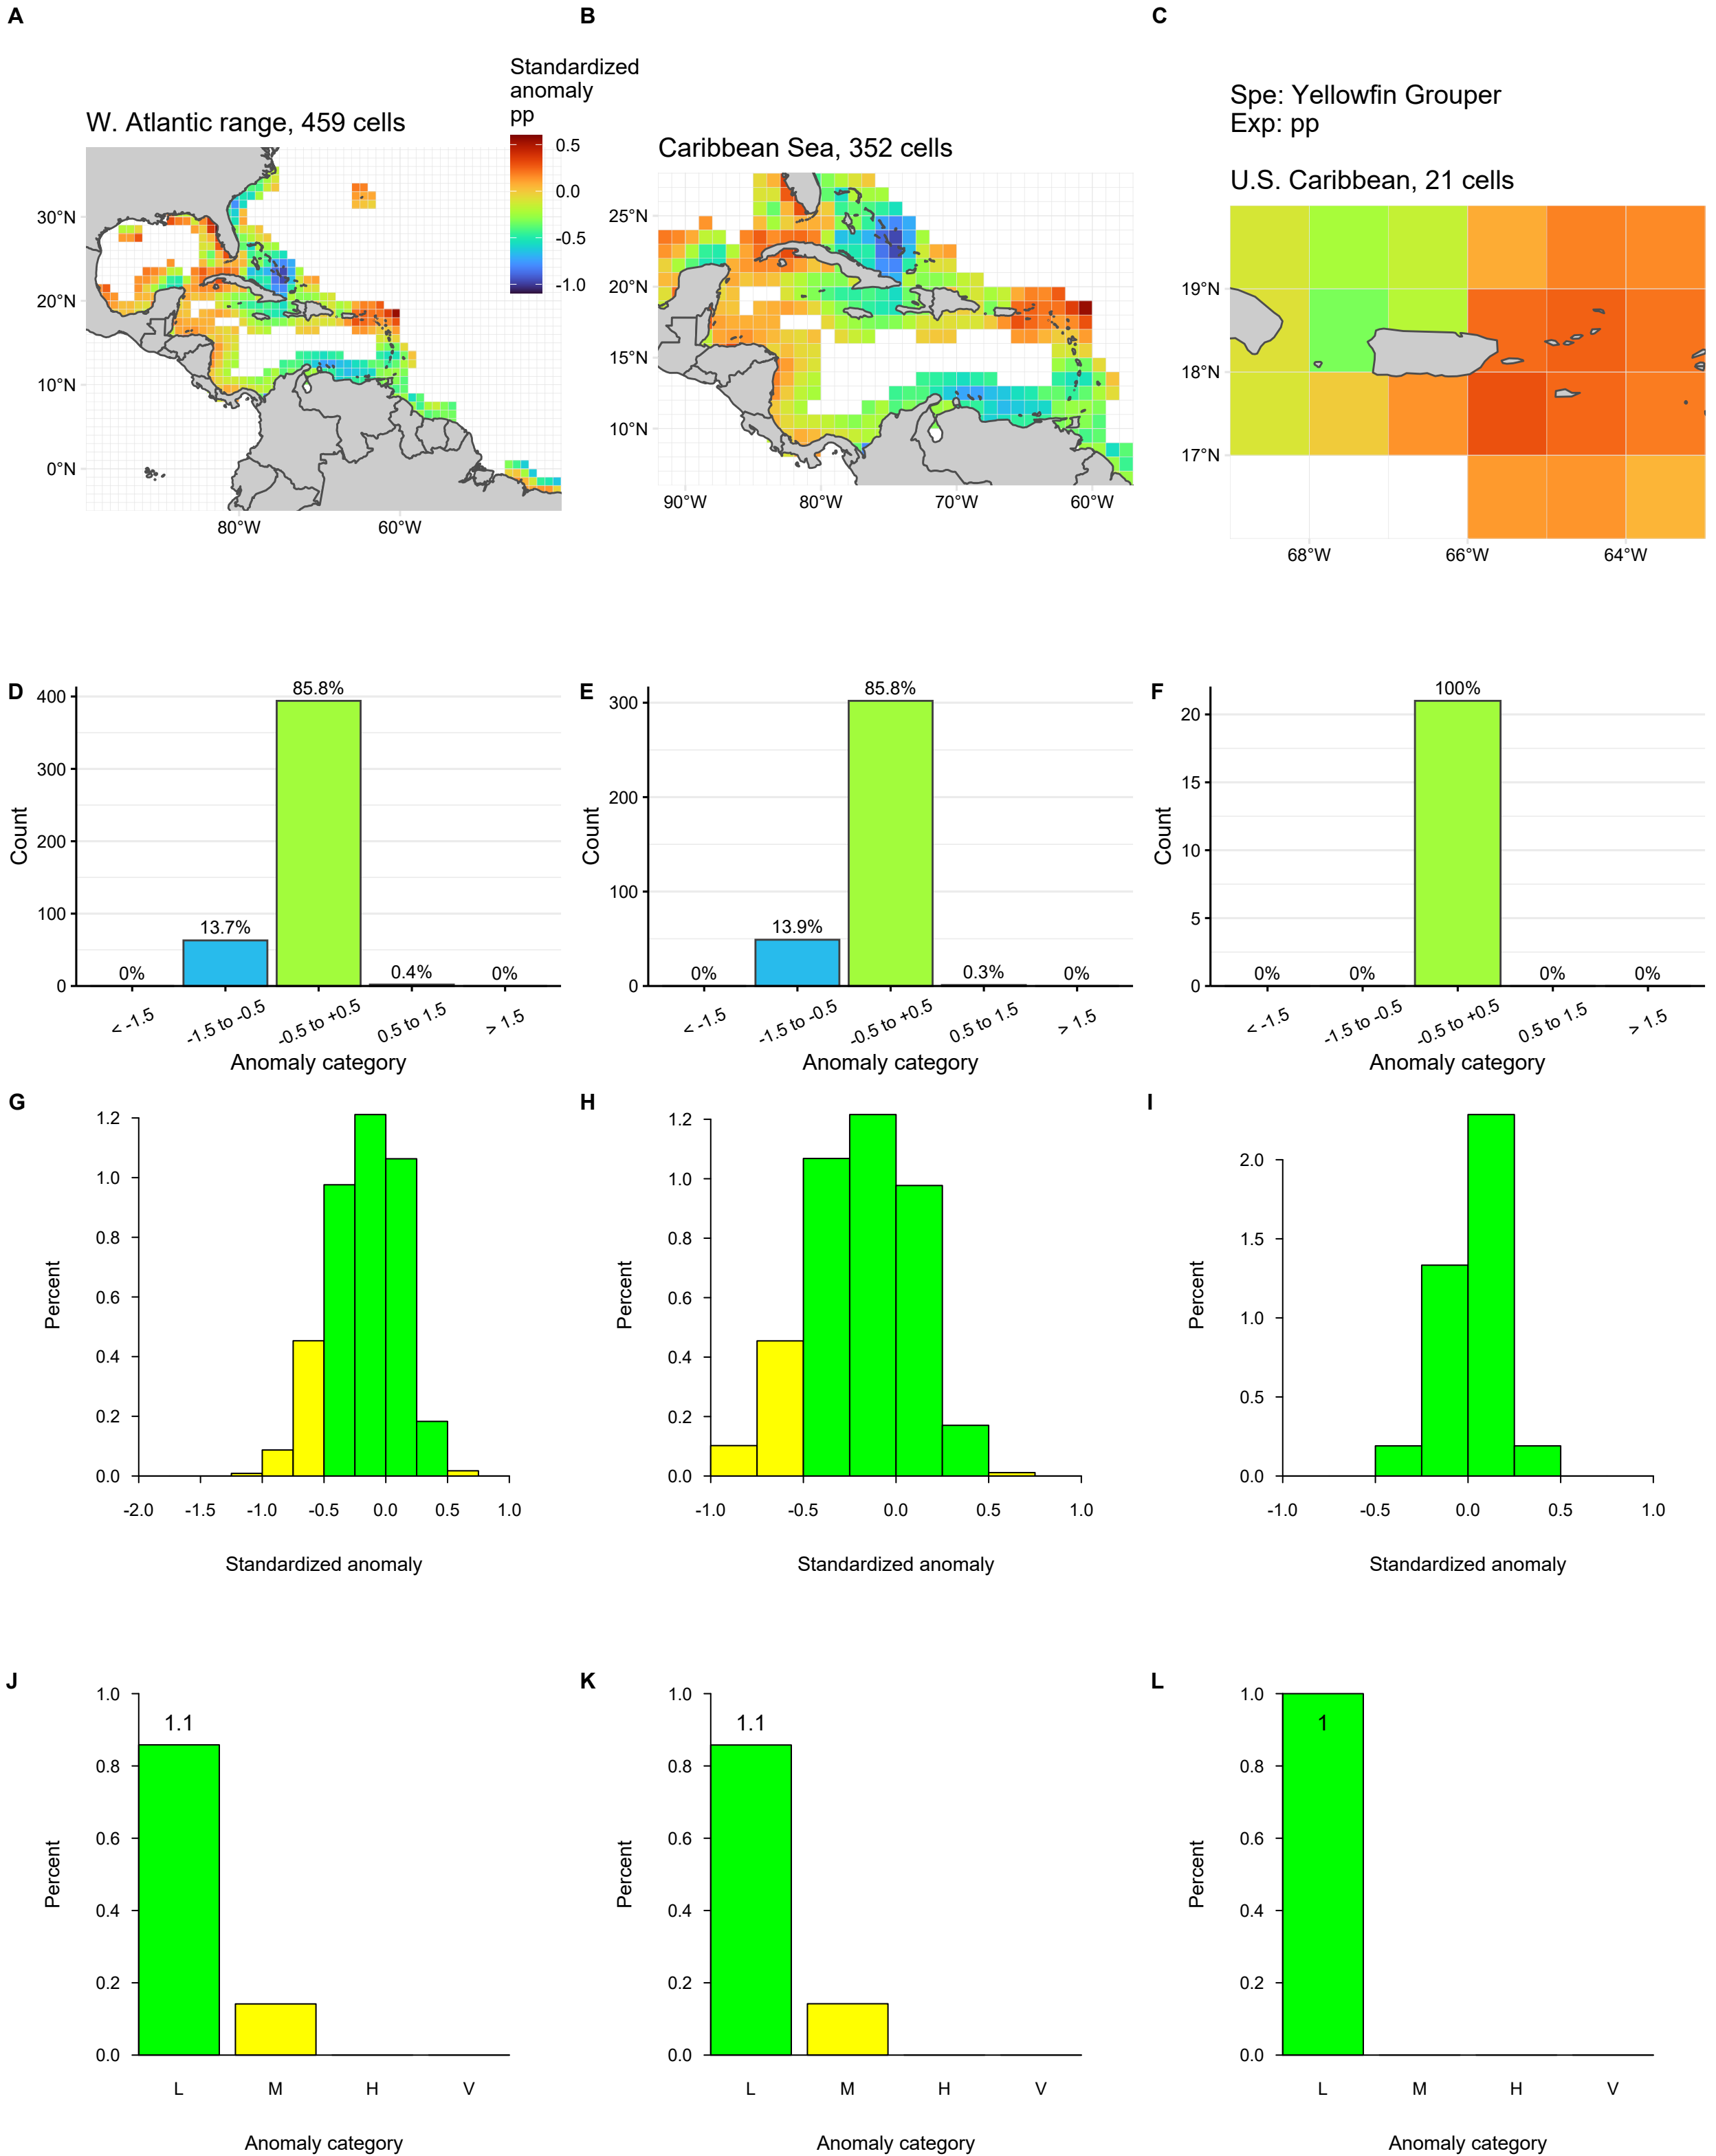 A
B
C
Standardized
anomaly
pp
0.5
0.0
-0.5
-1.0
W. Atlantic range, 459 cells
30°N
20°N
10°N
0°N
80°W
60°W
Caribbean Sea, 352 cells
25°N
20°N
15°N
10°N
90°W
80°W
70°W
60°W
Spe: Yellowfin Grouper
Exp: pp
U.S. Caribbean, 21 cells
19°N
18°N
17°N
68°W
66°W
64°W
D
Count
400
300
200
100
0
0%
13.7%
85.8%
0.4%
0%
< -1.5
-1.5 to -0.5
-0.5 to +0.5
0.5 to 1.5
> 1.5
Anomaly category
E
Count
300
200
100
0
0%
13.9%
85.8%
0.3%
0%
< -1.5
-1.5 to -0.5
-0.5 to +0.5
0.5 to 1.5
> 1.5
Anomaly category
F
Count
20
15
10
5
0
0%
0%
100%
0%
0%
< -1.5
-1.5 to -0.5
-0.5 to +0.5
0.5 to 1.5
> 1.5
Anomaly category
G
Percent
1.2
1.0
0.8
0.6
0.4
0.2
0.0
-2.0
-1.5
-1.0
-0.5
0.0
0.5
1.0
Standardized anomaly
H
Percent
1.2
1.0
0.8
0.6
0.4
0.2
0.0
-1.0
-0.5
0.0
0.5
1.0
Standardized anomaly
I
Percent
2.0
1.5
1.0
0.5
0.0
-1.0
-0.5
0.0
0.5
1.0
Standardized anomaly
J
Percent
1.0
0.8
0.6
0.4
0.2
0.0
1.1
L
M
H
V
Anomaly category
K
Percent
1.0
0.8
0.6
0.4
0.2
0.0
1.1
L
M
H
V
Anomaly category
L
Percent
1.0
0.8
0.6
0.4
0.2
0.0
1
L
M
H
V
Anomaly category